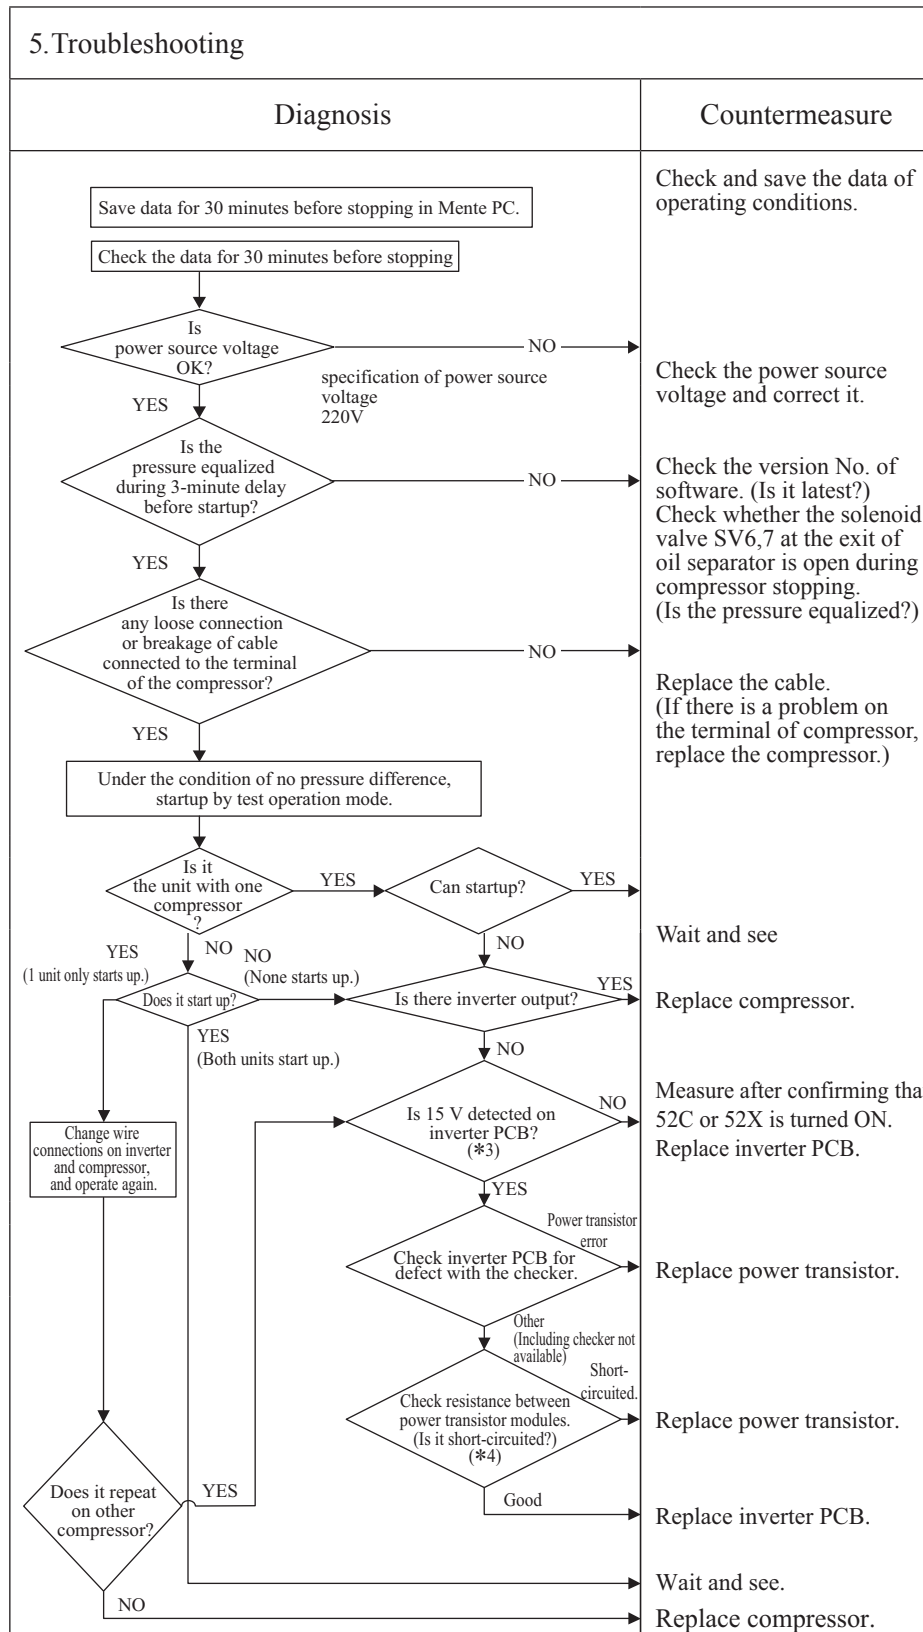 5.Troubleshooting
Diagnosis
Countermeasure
Save data for 30 minutes before stopping in Mente PC.
Check and save the data of
operating conditions.
Check the data for 30 minutes before stopping
Is
power source voltage
OK?
NO
YES
specification of power source
voltage
220V
Check the power source
voltage and correct it.
Is the
pressure equalized
during 3-minute delay
before startup?
NO
YES
Check the version No. of
software. (Is it latest?)
Check whether the solenoid
valve SV6,7 at the exit of
oil separator is open during
compressor stopping.
(Is the pressure equalized?)
Is there
any loose connection
or breakage of cable
connected to the terminal
of the compressor?
NO
YES
Replace the cable.
(If there is a problem on
the terminal of compressor,
replace the compressor.)
Under the condition of no pressure difference,
startup by test operation mode.
Is it
the unit with one
compressor
?
YES
Can startup?
YES
NO
NO
Wait and see
YES
(1 unit only starts up.)
NO
(None starts up.)
Does it start up?
YES
(Both units start up.)
Is there inverter output?
YES
Replace compressor.
NO
Change wire
connections on inverter
and compressor,
and operate again.
Is 15 V detected on
inverter PCB?
(*3)
NO
YES
Measure after confirming tha
52C or 52X is turned ON.
Replace inverter PCB.
Check inverter PCB for
defect with the checker.
Power transistor
error
Replace power transistor.
Other
(Including checker not
available)
Check resistance between
power transistor modules.
(Is it short-circuited?)
(*4)
Short-
circuited.
Replace power transistor.
Good
Replace inverter PCB.
Does it repeat
on other
compressor?
YES
Wait and see.
NO
Replace compressor.